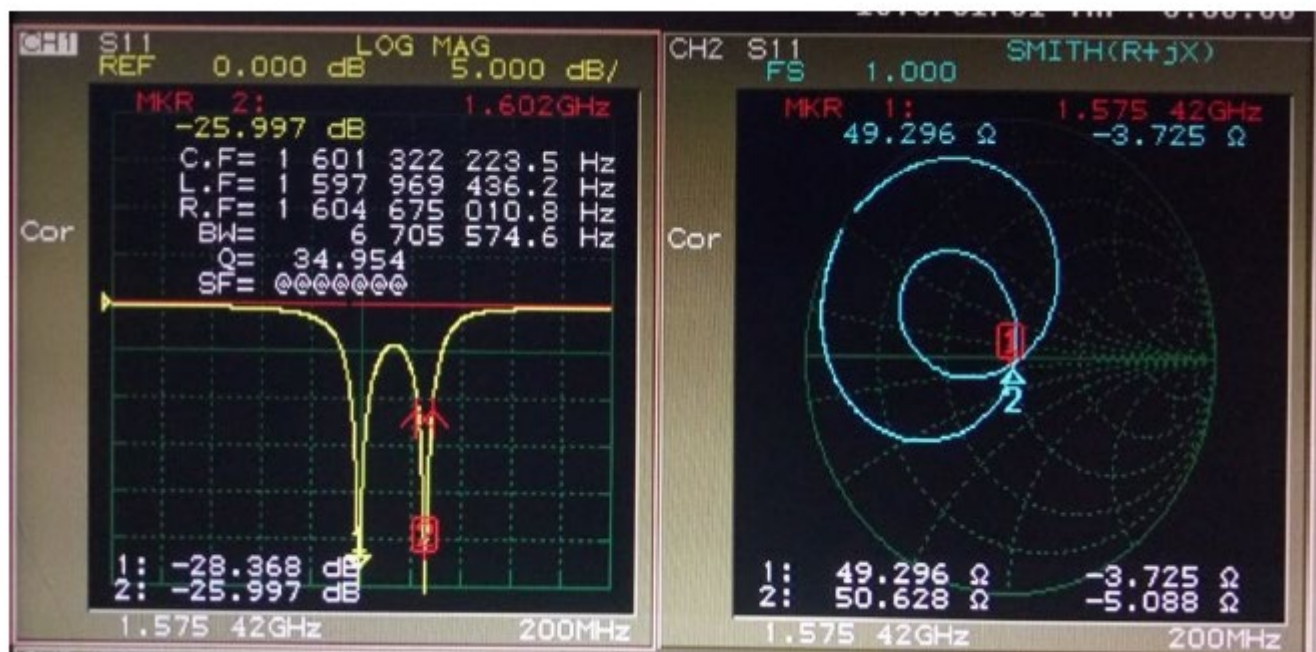 CH1 S11 LOG MAG
REF 0.000 dB 5.000 dB/
MKR 2: 1.602GHz
-25.997 dB
C.F= 1 601 322 223.5 Hz
L.F= 1 597 969 436.2 Hz
R.F= 1 604 675 010.8 Hz
BW= 6 705 574.6 Hz
Q= 34.954
SF= @@@@@@@
Cor
2
1: -28.368 dB
2: -25.997 dB
1.575 42GHz 200MHz
CH2 S11 SMITH(R+jX)
FS 1.000
MKR 1: 1.575 42GHz
49.296 Ω -3.725 Ω
Cor
1
2
1: 49.296 Ω -3.725 Ω
2: 50.628 Ω -5.088 Ω
1.575 42GHz 200MHz